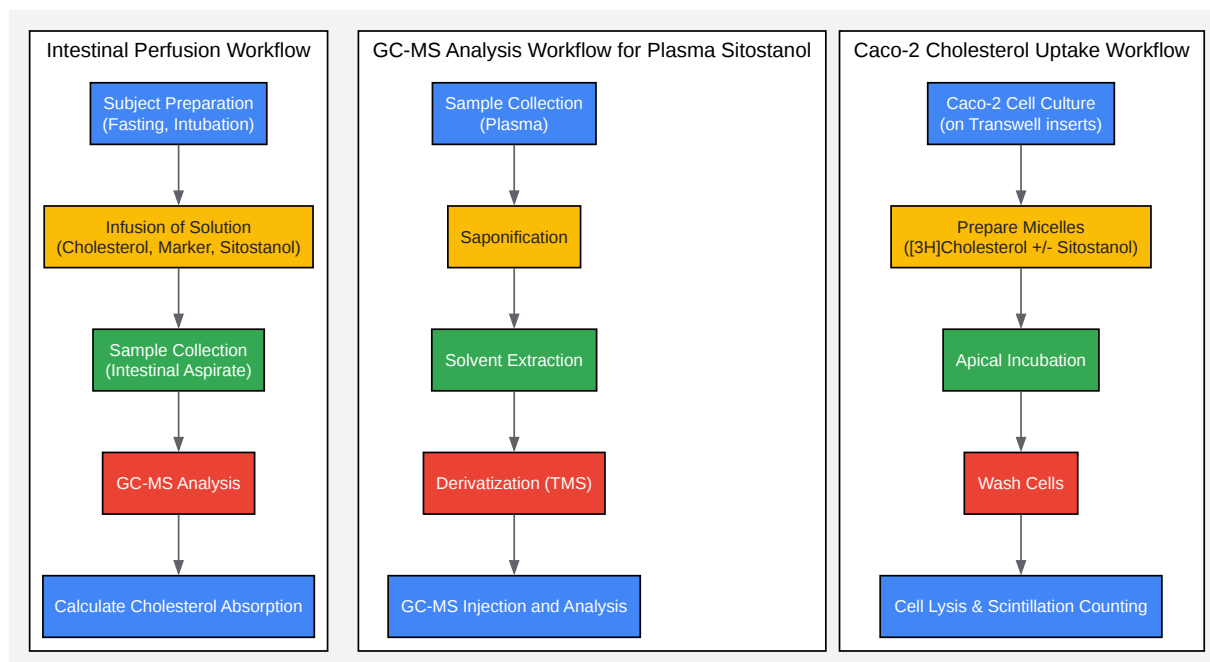 Intestinal Perfusion Workflow
Subject Preparation
(Fasting, Intubation)
Infusion of Solution
(Cholesterol, Marker, Sitostanol)
Sample Collection
(Intestinal Aspirate)
GC-MS Analysis
Calculate Cholesterol Absorption
GC-MS Analysis Workflow for Plasma Sitostanol
Sample Collection
(Plasma)
Saponification
Solvent Extraction
Derivatization (TMS)
GC-MS Injection and Analysis
Caco-2 Cholesterol Uptake Workflow
Caco-2 Cell Culture
(on Transwell inserts)
Prepare Micelles
([3H]Cholesterol +/- Sitostanol)
Apical Incubation
Wash Cells
Cell Lysis & Scintillation Counting